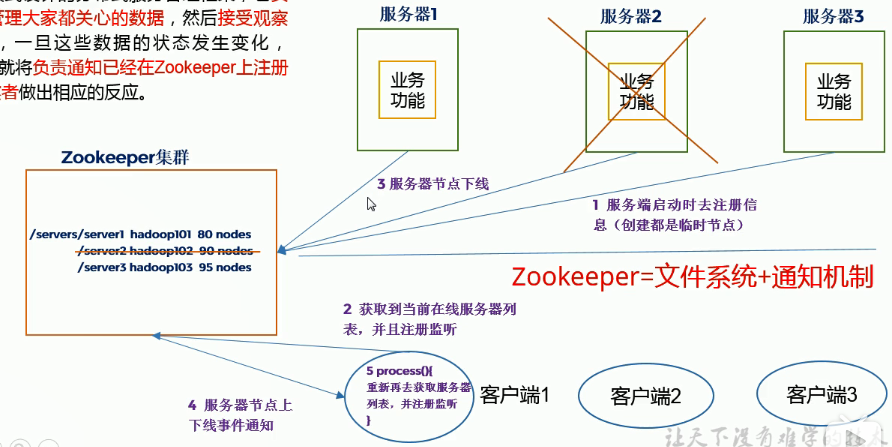 管理大家都关心的数据，然后接受观察
，一旦这些数据的状态发生变化，
就将负责通知已经在Zookeeper上注册
者做出相应的反应。
服务器1
服务器2
服务器3
业务
功能
业务
功能
业务
功能
Zookeeper集群
3 服务器节点下线
1 服务端启动时去注册信
息（创建都是临时节点）
/servers/server1 hadoop101 80 nodes
/server2 hadoop102 90 nodes
/server3 hadoop103 95 nodes
Zookeeper=文件系统+通知机制
2 获取到当前在线服务器列
表，并且注册监听
5 process(){
重新再去获取服务器
列表，并注册监听
}
客户端1
客户端2
客户端3
4 服务器节点上
下线事件通知
让天下没有难学的